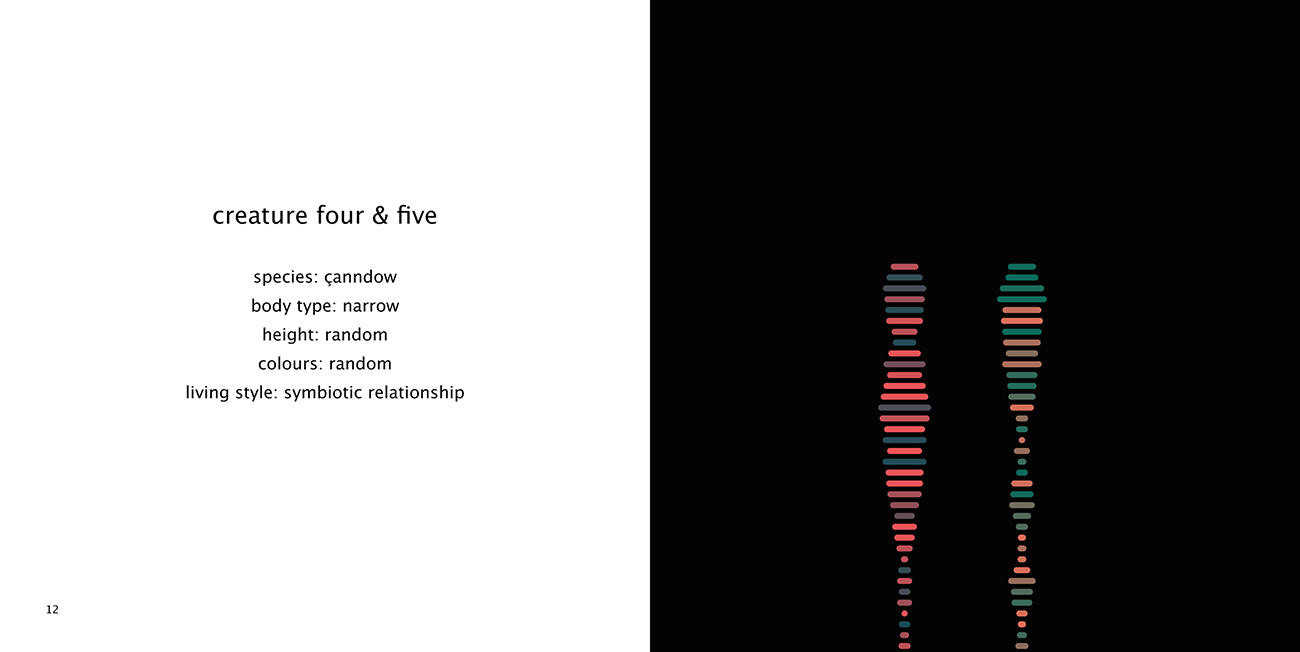 creature four & five
species: çanndow
body type: narrow
height: random
colours: random
living style: symbiotic relationship
12